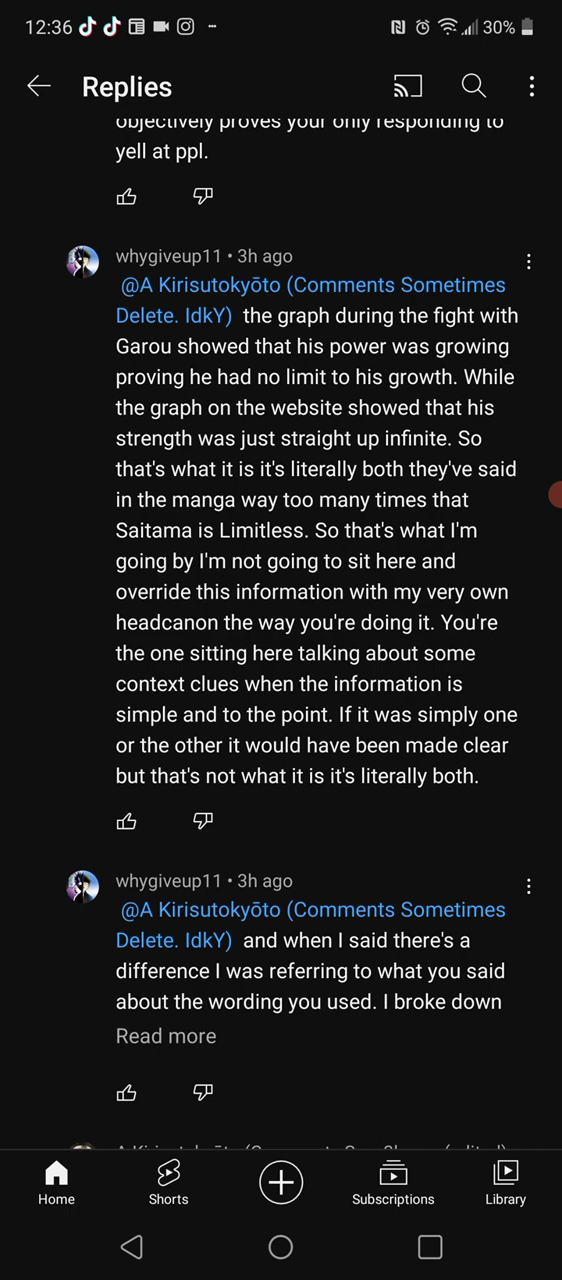 12:36
30%
Replies
objectively proves your only responding to
yell at ppl.
whygiveup11 • 3h ago
@A Kirisutokyōto (Comments Sometimes
Delete. IdkY) the graph during the fight with
Garou showed that his power was growing
proving he had no limit to his growth. While
the graph on the website showed that his
strength was just straight up infinite. So
that's what it is it's literally both they've said
in the manga way too many times that
Saitama is Limitless. So that's what I'm
going by I'm not going to sit here and
override this information with my very own
headcanon the way you're doing it. You're
the one sitting here talking about some
context clues when the information is
simple and to the point. If it was simply one
or the other it would have been made clear
but that's not what it is it's literally both.
whygiveup11 • 3h ago
@A Kirisutokyōto (Comments Sometimes
Delete. IdkY) and when I said there's a
difference I was referring to what you said
about the wording you used. I broke down
Read more
Home Shorts Subscriptions Library